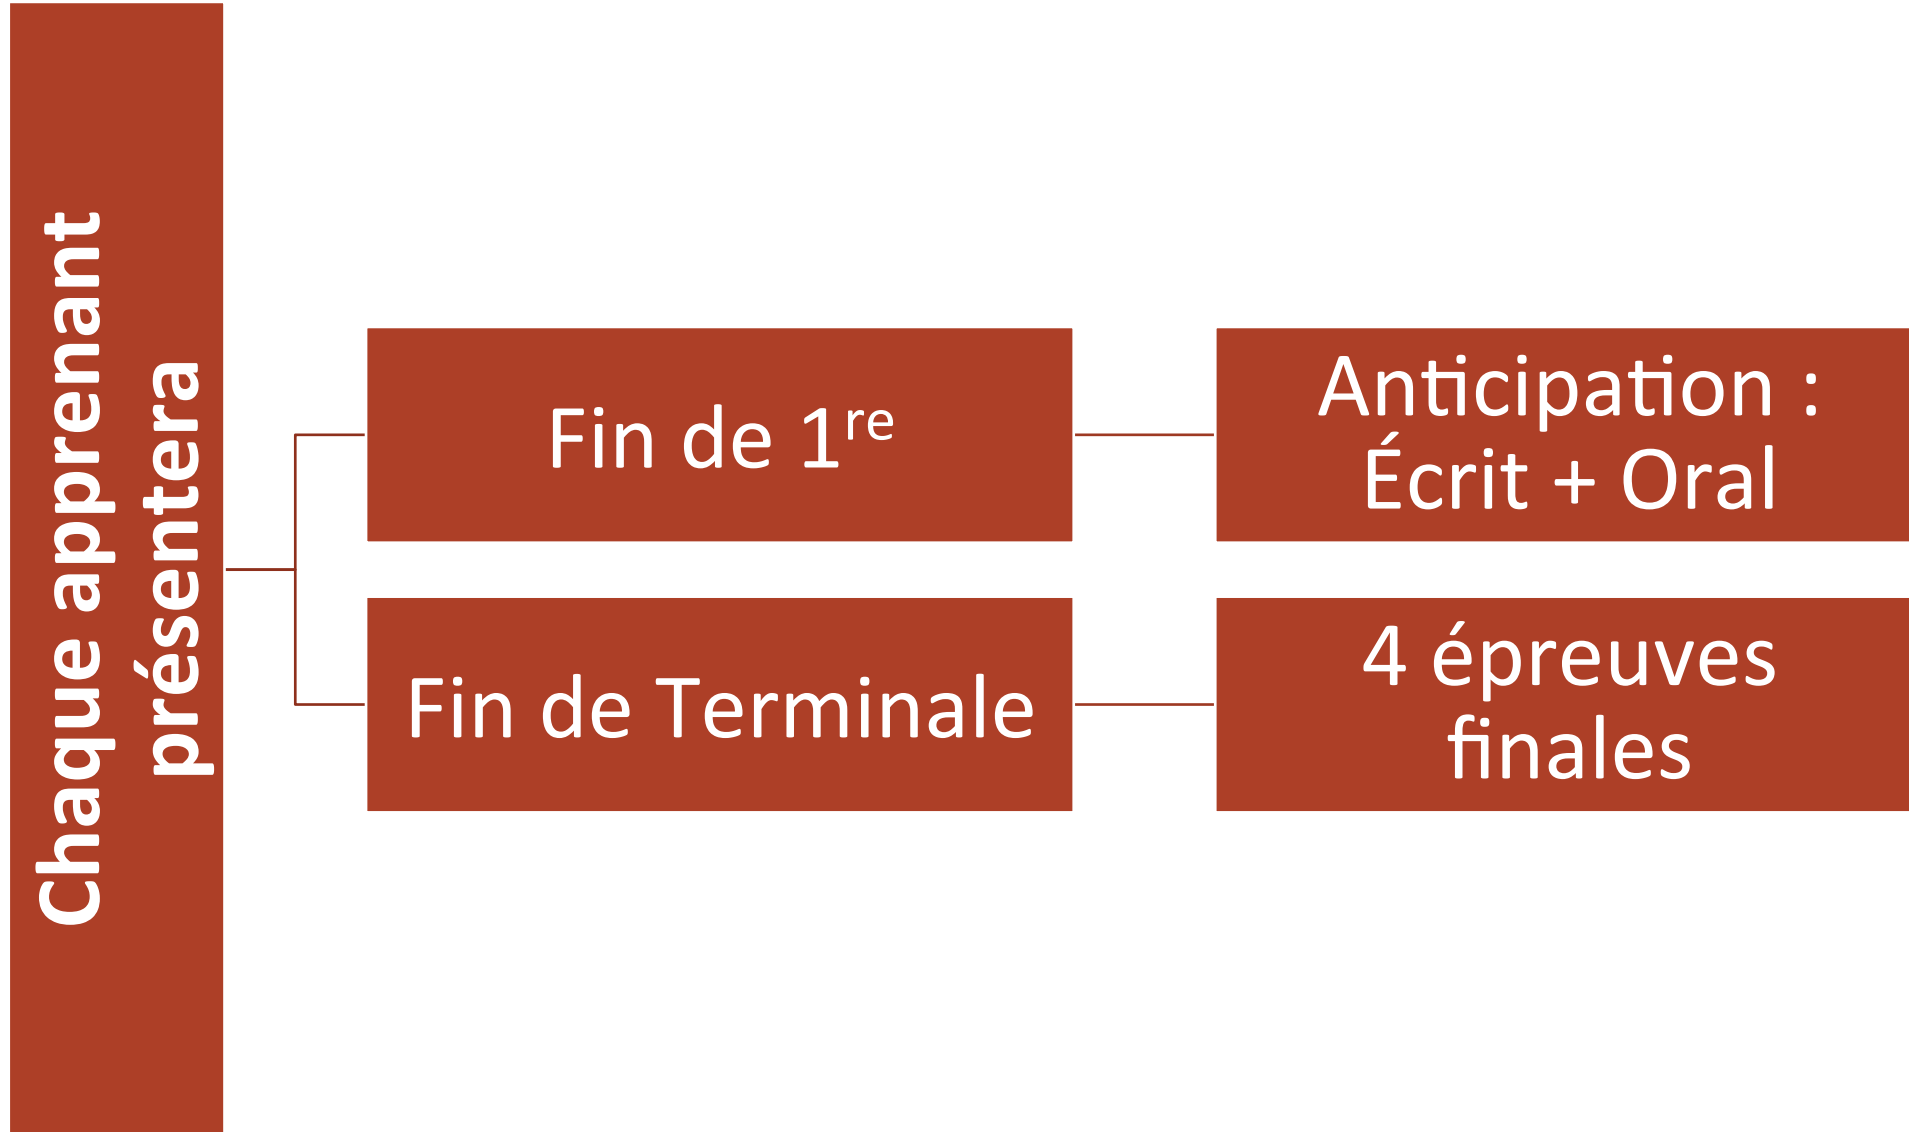 Chaque apprenant
présentera
Fin de 1re
Anticipation :
Écrit + Oral
Fin de Terminale
4 épreuves
finales